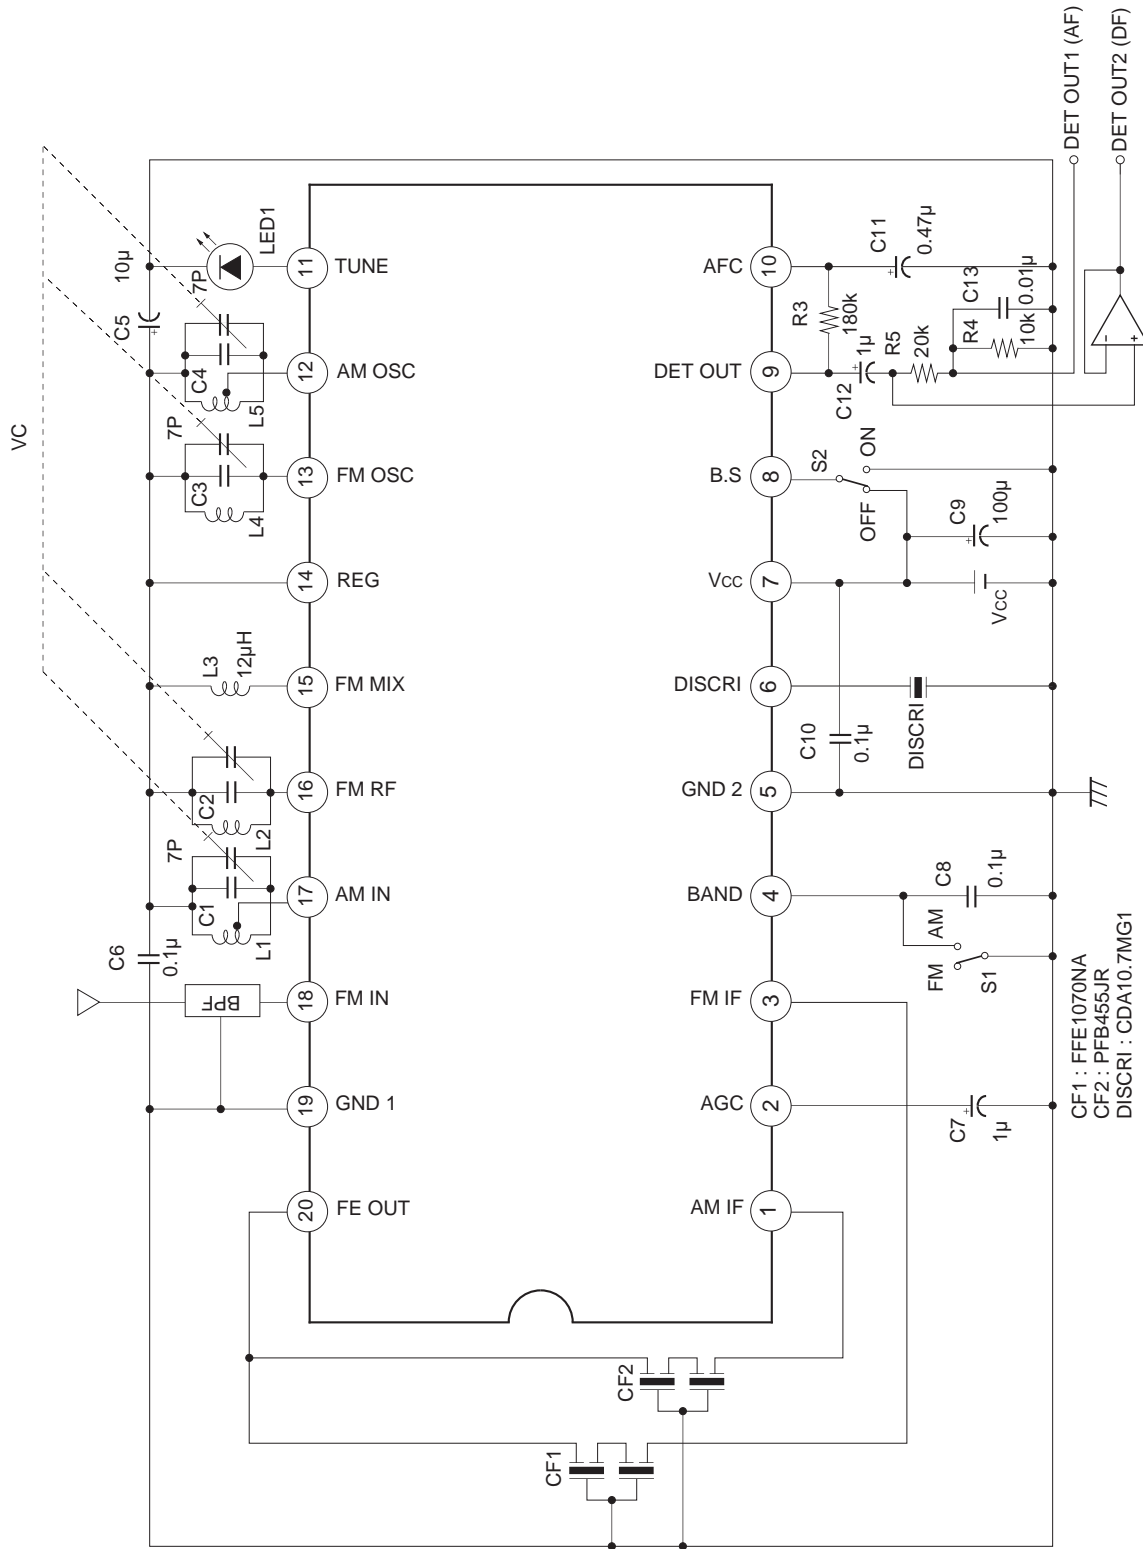 VC
C5
10µ
7P
LED1
C4
L5
7P
C3
L4
L3
12µH
C2
L2
7P
C1
L1
C6
0.1µ
BPF
20
19
18
17
16
15
14
13
12
11
FE OUT
GND 1
FM IN
AM IN
FM RF
FM MIX
REG
FM OSC
AM OSC
TUNE
AM IF
AGC
FM IF
BAND
GND 2
DISCRI
Vcc
B.S
DET OUT
AFC
1
2
3
4
5
6
7
8
9
10
CF1
CF2
C7
1µ
FM
AM
S1
C8
0.1µ
C10
0.1µ
DISCRI
Vcc
C9
100µ
S2
OFF
ON
R3
180k
C12
1µ
R5
20k
C11
0.47µ
R4
10k
C13
0.01µ
DET OUT1 (AF)
DET OUT2 (DF)
CF1 : FFE1070NA
CF2 : PFB455JR
DISCRI : CDA10.7MG1